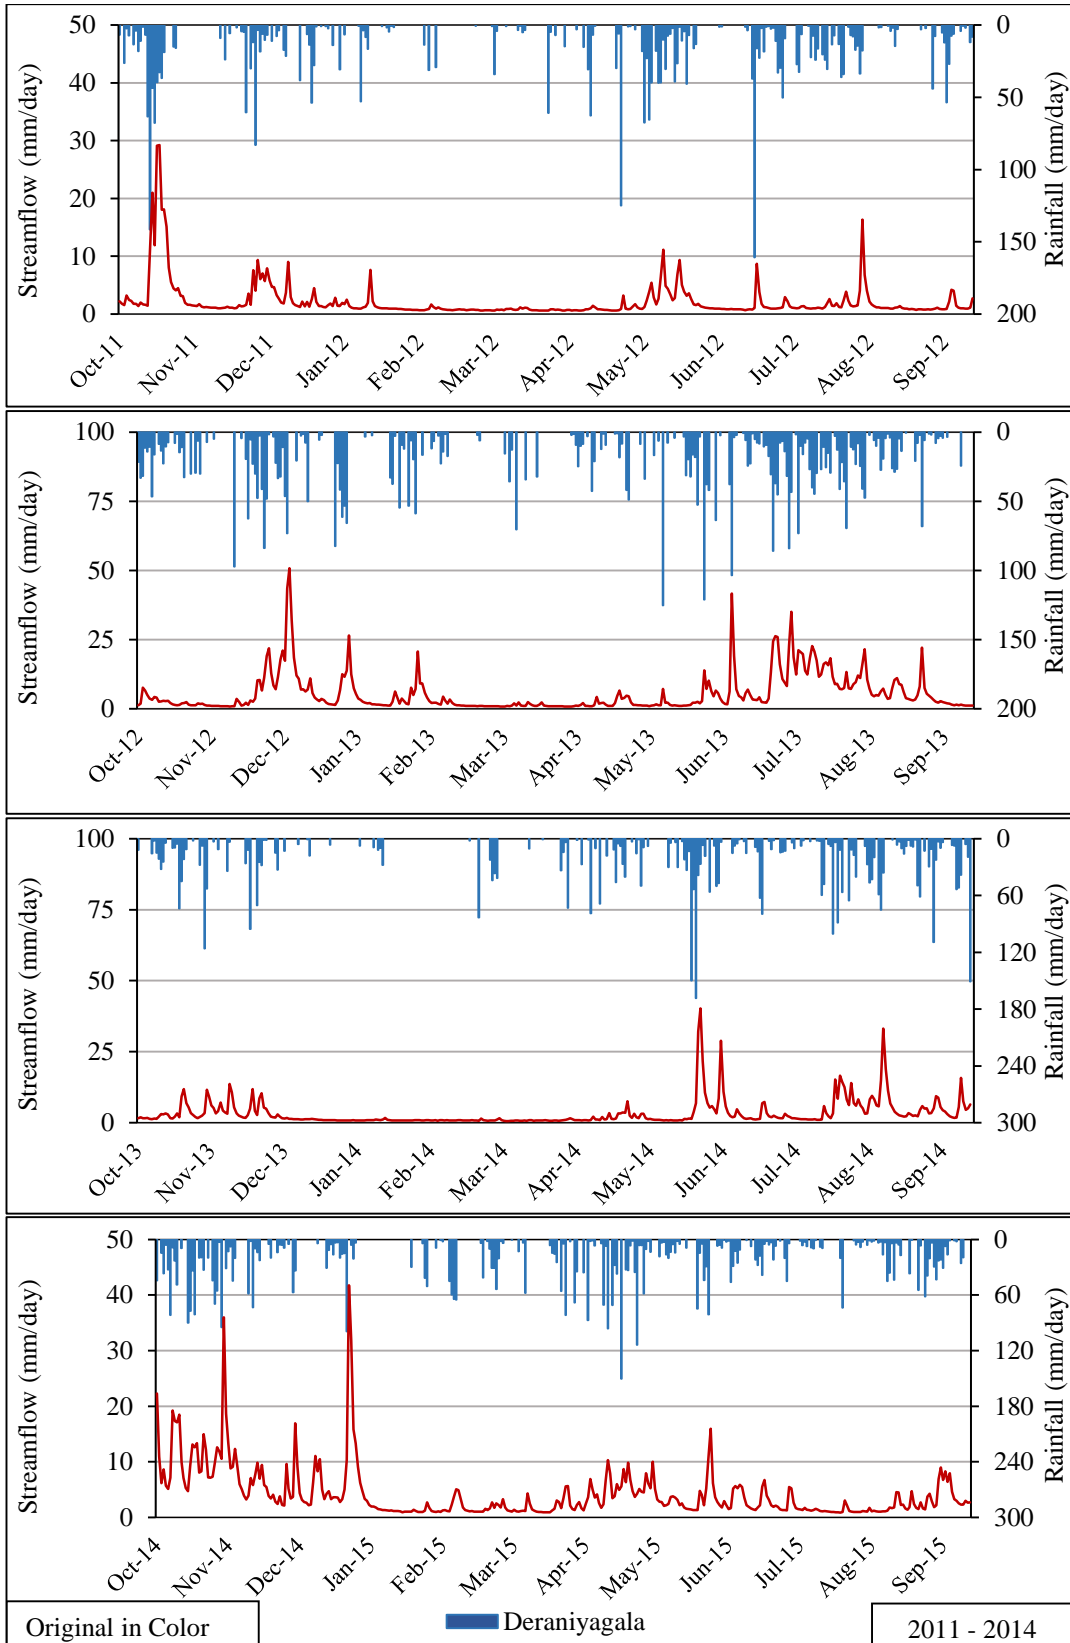 50 0
40 50
30 100
20
10 150
0 200
Streamflow (mm/day)
Rainfall (mm/day)
Oct-11 Nov-11 Dec-11 Jan-12 Feb-12 Mar-12 Apr-12 May-12 Jun-12 Jul-12 Aug-12 Sep-12
100 0
75 50
50 100
25 150
0 200
Streamflow (mm/day)
Rainfall (mm/day)
Oct-12 Nov-12 Dec-12 Jan-13 Feb-13 Mar-13 Apr-13 May-13 Jun-13 Jul-13 Aug-13 Sep-13
100 0
75 60
50 120
180
25 240
0 300
Streamflow (mm/day)
Rainfall (mm/day)
Oct-13 Nov-13 Dec-13 Jan-14 Feb-14 Mar-14 Apr-14 May-14 Jun-14 Jul-14 Aug-14 Sep-14
50 0
40 60
30 120
20 180
10 240
0 300
Streamflow (mm/day)
Rainfall (mm/day)
Oct-14 Nov-14 Dec-14 Jan-15 Feb-15 Mar-15 Apr-15 May-15 Jun-15 Jul-15 Aug-15 Sep-15
Original in Color Deraniyagala 2011 - 2014